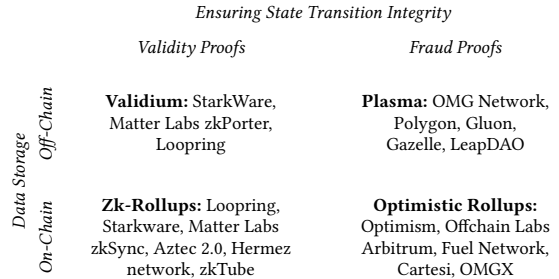 Ensuring State Transition Integrity
Validity Proofs
Fraud Proofs
Data Storage
Off-Chain
Validium: StarkWare,
Matter Labs zkPorter,
Loopring
Plasma: OMG Network,
Polygon, Gluon,
Gazelle, LeapDAO
On-Chain
Zk-Rollups: Loopring,
Starkware, Matter Labs
zkSync, Aztec 2.0, Hermez
network, zkTube
Optimistic Rollups:
Optimism, Offchain Labs
Arbitrum, Fuel Network,
Cartesi, OMGX